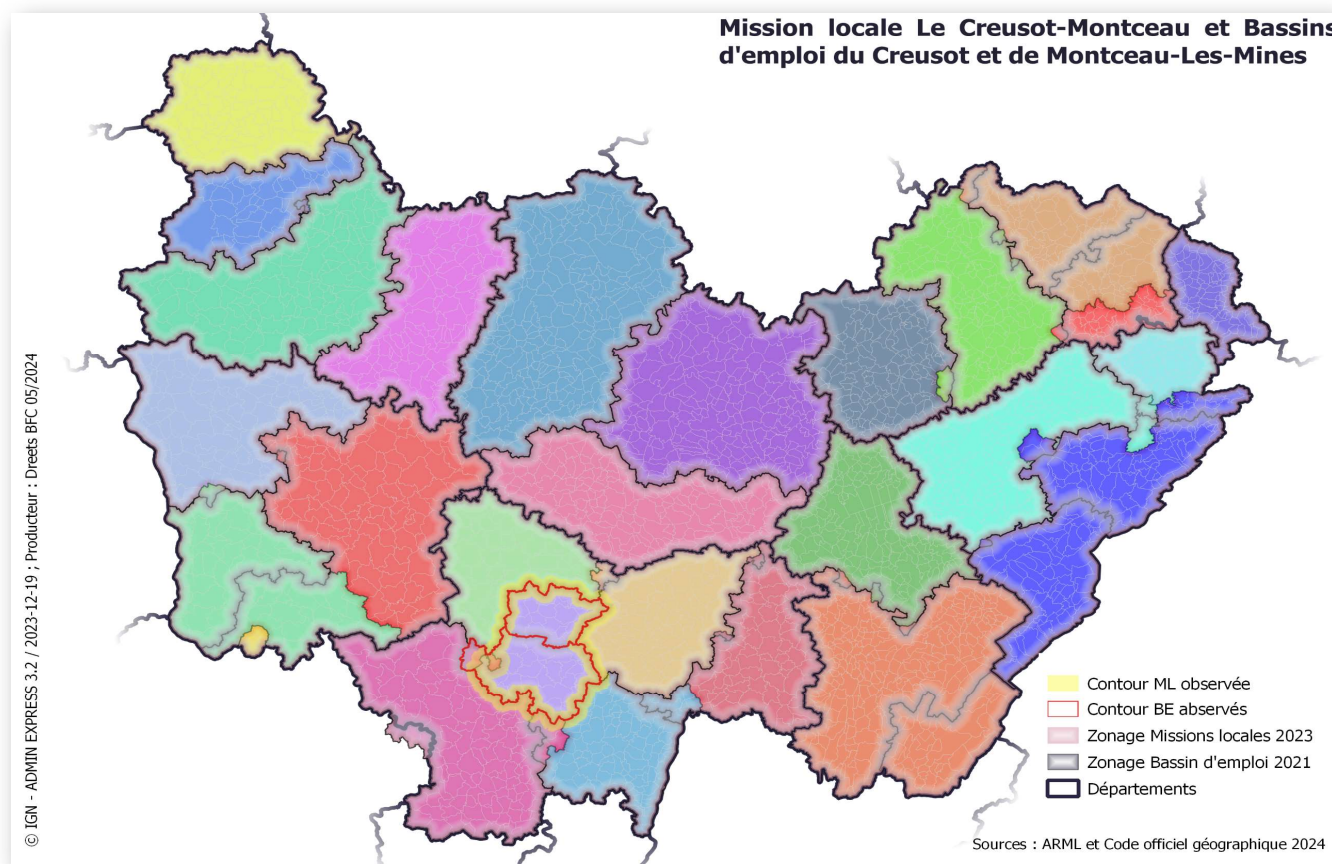 Mission locale Le Creusot-Montceau et Bassins
d'emploi du Creusot et de Montceau-Les-Mines
© IGN - ADMIN EXPRESS 3.2 / 2023-12-19 ; Producteur : Dreets BFC 05/2024
Contour ML observée
Contour BE abservés
Zonage Missions locales 2023
Zonage Bassin d'emploi 2021
Départements
Sources : ARML et Code officiel géographique 2024